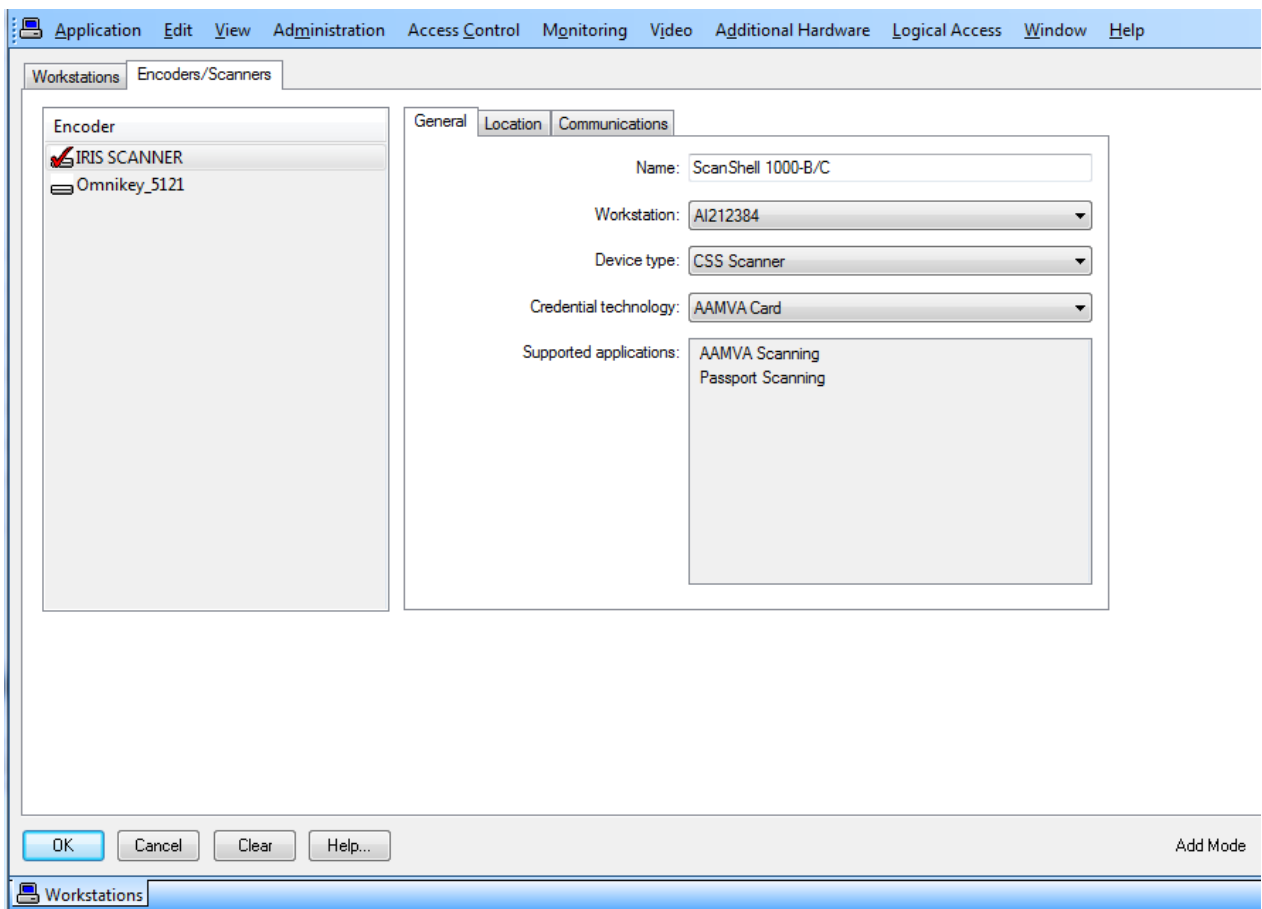 Application Edit View Administration Access Control Monitoring Video Additional Hardware Logical Access Window Help
Workstations Encoders/Scanners
Encoder
IRIS SCANNER
Omnikey_5121
General Location Communications
Name: ScanShell 1000-B/C
Workstation: AI212384
Device type: CSS Scanner
Credential technology: AAMVA Card
Supported applications: AAMVA Scanning
Passport Scanning
OK Cancel Clear Help... Add Mode
Workstations